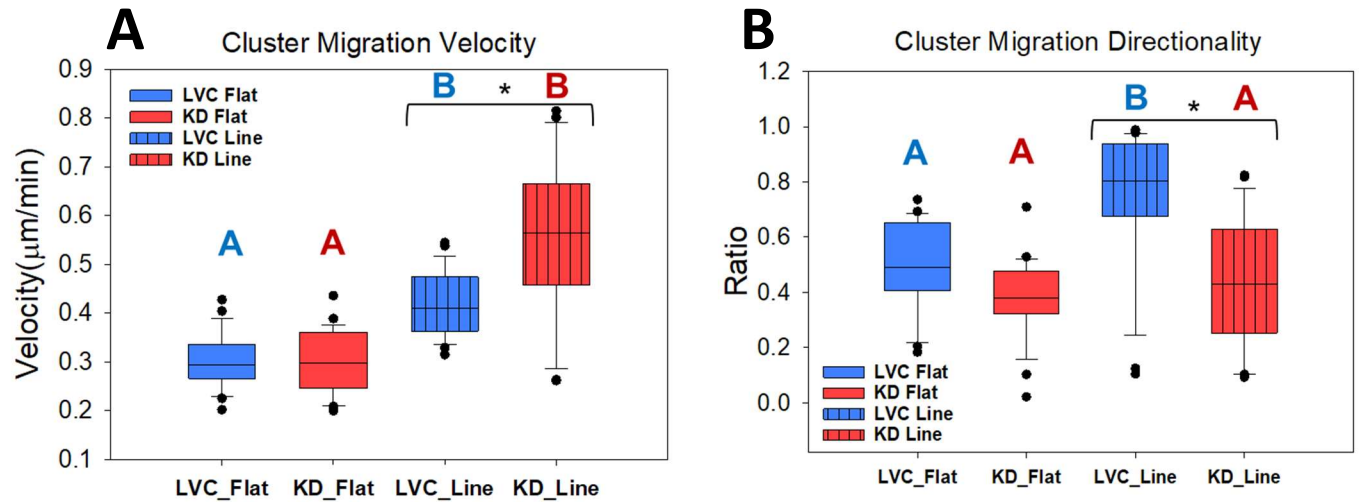 A
Cluster Migration Velocity
0.9
0.8
0.7
0.6
0.5
0.4
0.3
0.2
0.1
Velocity(μm/min)
LVC Flat
KD Flat
LVC Line
KD Line
A
A
B
*
B
LVC_Flat
KD_Flat
LVC_Line
KD_Line
B
Cluster Migration Directionality
1.2
1.0
0.8
0.6
0.4
0.2
0.0
Ratio
A
A
B
*
A
LVC Flat
KD Flat
LVC Line
KD Line
LVC_Flat
KD_Flat
LVC_Line
KD_Line